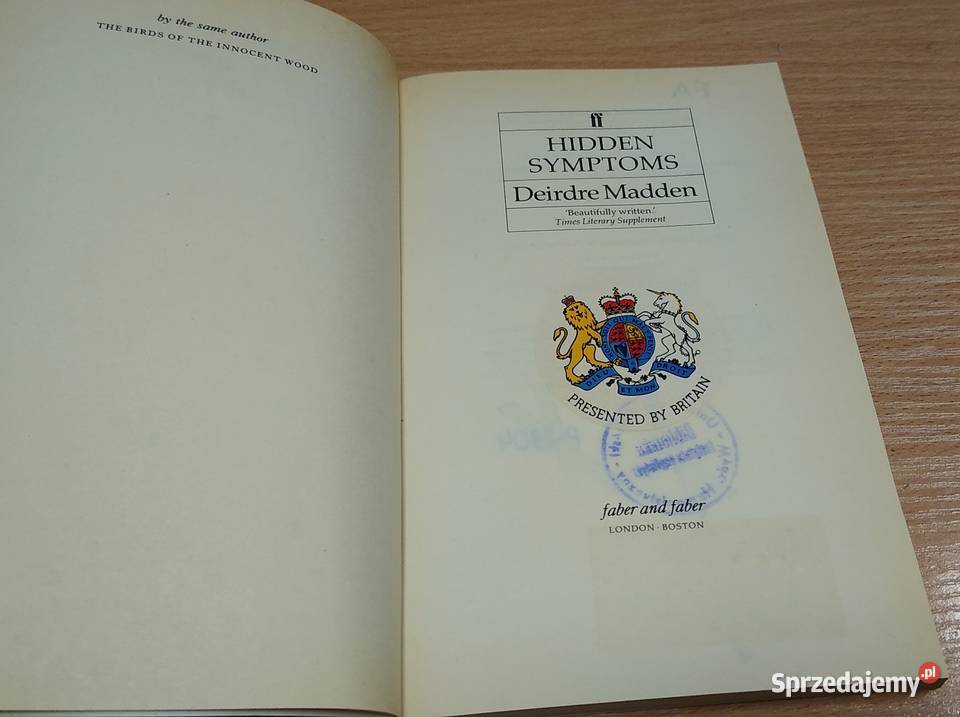 by the same author
THE BIRDS OF THE INNOCENT WOOD
ff
HIDDEN
SYMPTOMS
Deirdre Madden
'Beautifully written.'
Times Literary Supplement
DIEU ET MON DROIT
PRESENTED BY BRITAIN
faber and faber
LONDON · BOSTON
Sprzedajemy.pl